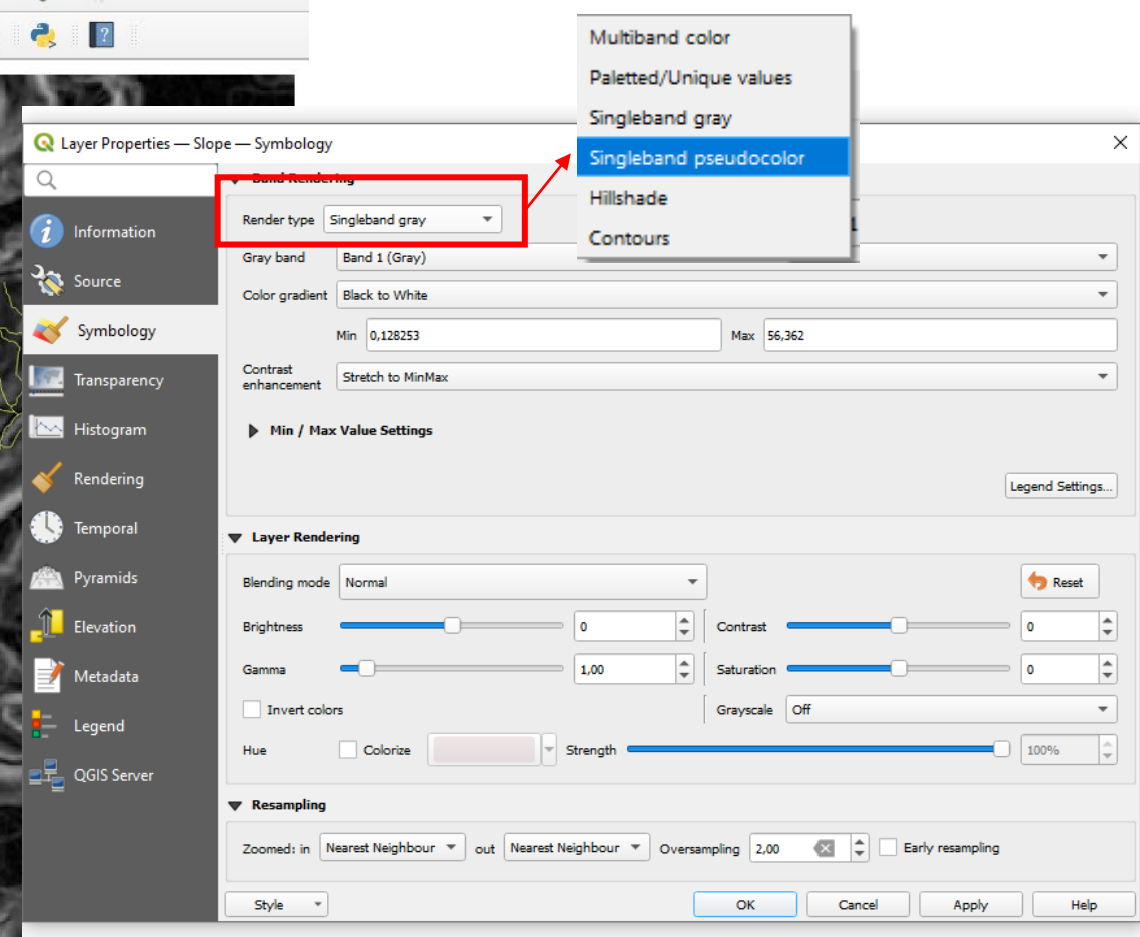 Multiband color
Paletted/Unique values
Singleband gray
Singleband pseudocolor
Hillshade
Contours
Layer Properties — Slope — Symbology
Information
Source
Symbology
Transparency
Histogram
Rendering
Temporal
Pyramids
Elevation
Metadata
Legend
QGIS Server
Band Rendering
Render type Singleband gray
Gray band Band 1 (Gray)
Color gradient Black to White
Min 0,128253 Max 56,362
Contrast
enhancement Stretch to MinMax
Min / Max Value Settings
Legend Settings...
Layer Rendering
Blending mode Normal Reset
Brightness 0 Contrast 0
Gamma 1,00 Saturation 0
Invert colors Grayscale Off
Hue Colorize Strength 100%
Resampling
Zoomed: in Nearest Neighbour out Nearest Neighbour Oversampling 2,00 Early resampling
Style OK Cancel Apply Help